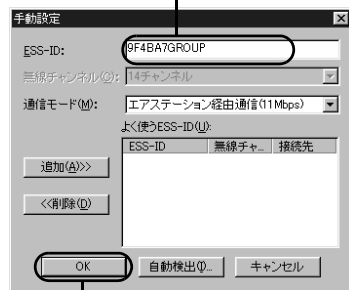 手動設定
ESS-ID: 9F4BA7GROUP
無線チャンネル(G): 14チャンネル
通信モード(M): エアステーション経由通信(11Mbps)
よく使うESS-ID(U):
ESS-ID 無線チャ... 接続先
追加(A)>>
<<削除(D)
OK 自動検出(I)... キャンセル